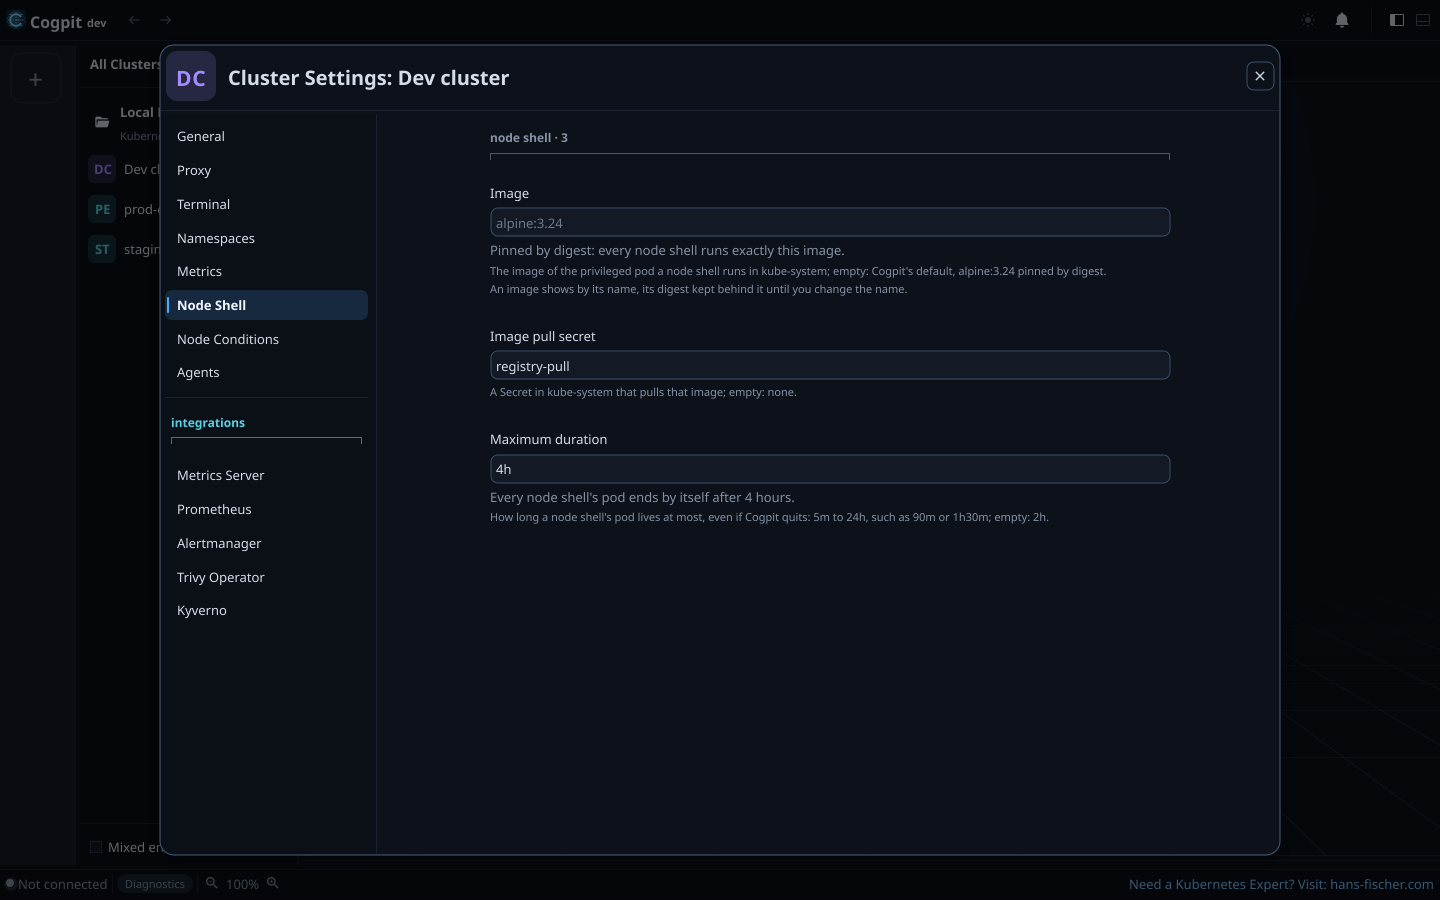 Cogpit dev
All Clusters
Local
Kubern
DC Dev cl
PE prod-
ST stagin
Mixed en
DC Cluster Settings: Dev cluster
General
Proxy
Terminal
Namespaces
Metrics
Node Shell
Node Conditions
Agents
integrations
Metrics Server
Prometheus
Alertmanager
Trivy Operator
Kyverno
node shell · 3
Image
alpine:3.24
Pinned by digest: every node shell runs exactly this image.
The image of the privileged pod a node shell runs in kube-system; empty: Cogpit's default, alpine:3.24 pinned by digest.
An image shows by its name, its digest kept behind it until you change the name.
Image pull secret
registry-pull
A Secret in kube-system that pulls that image; empty: none.
Maximum duration
4h
Every node shell's pod ends by itself after 4 hours.
How long a node shell's pod lives at most, even if Cogpit quits: 5m to 24h, such as 90m or 1h30m; empty: 2h.
Not connected Diagnostics 100% Need a Kubernetes Expert? Visit: hans-fischer.com